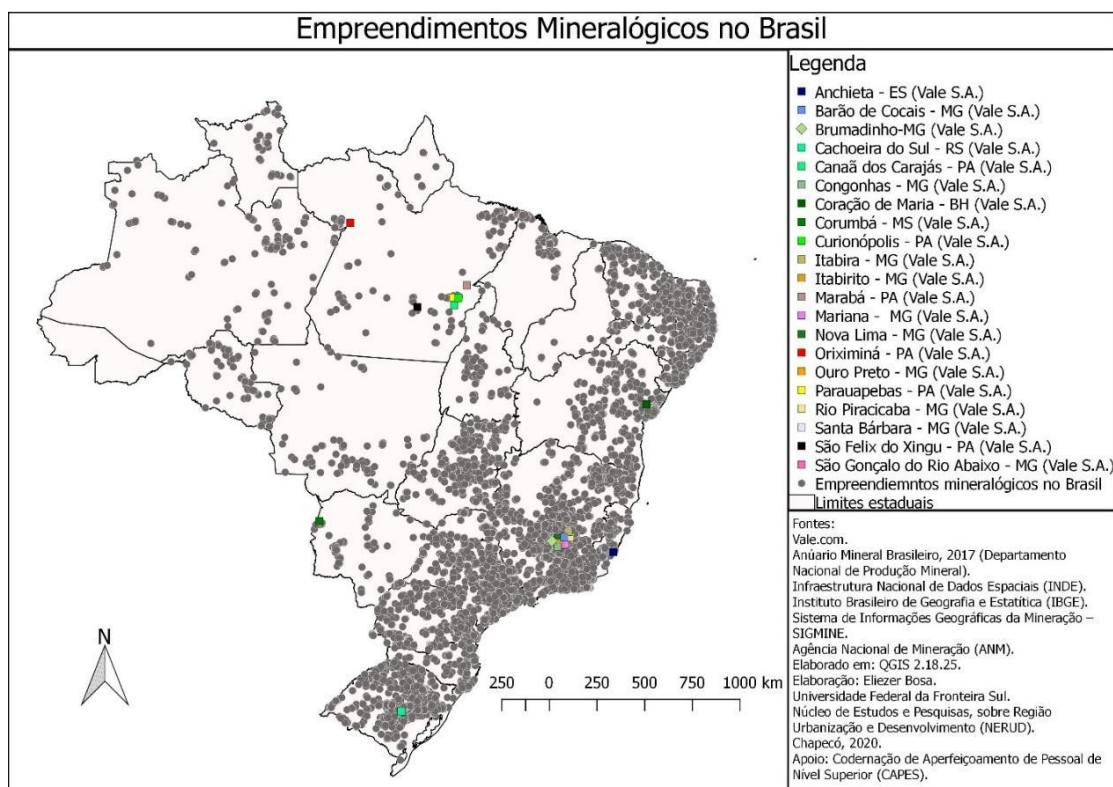 Empreendimentos Mineralógicos no Brasil
Legenda
Anchieta - ES (Vale S.A.)
Barão de Cocais - MG (Vale S.A.)
Brumadinho-MG (Vale S.A.)
Cachoeira do Sul - RS (Vale S.A.)
Canaã dos Carajás - PA (Vale S.A.)
Congonhas - MG (Vale S.A.)
Coração de Maria - BH (Vale S.A.)
Corumbá - MS (Vale S.A.)
Curionópolis - PA (Vale S.A.)
Itabira - MG (Vale S.A.)
Itabirito - MG (Vale S.A.)
Marabá - PA (Vale S.A.)
Mariana - MG (Vale S.A.)
Nova Lima - MG (Vale S.A.)
Oriximiná - PA (Vale S.A.)
Ouro Preto - MG (Vale S.A.)
Parauapebas - PA (Vale S.A.)
Rio Piracicaba - MG (Vale S.A.)
Santa Bárbara - MG (Vale S.A.)
São Felix do Xingu - PA (Vale S.A.)
São Gonçalo do Rio Abaixo - MG (Vale S.A.)
Empreendiemntos mineralógicos no Brasil
Limites estaduais
Fontes:
Vale.com.
Anúario Mineral Brasileiro, 2017 (Departamento
Nacional de Produção Mineral).
Infraestrutura Nacional de Dados Espaciais (INDE).
Instituto Brasileiro de Geografia e Estatítica (IBGE).
Sistema de Informações Geográficas da Mineração –
SIGMINE.
Agência Nacional de Mineração (ANM).
Elaborado em: QGIS 2.18.25.
Elaboração: Eliezer Bosa.
Universidade Federal da Fronteira Sul.
Núcleo de Estudos e Pesquisas, sobre Região
Urbanização e Desenvolvimento (NERUD).
Chapecó, 2020.
Apoio: Codernação de Aperfeiçoamento de Pessoal de
Nível Superior (CAPES).
N
250 0 250 500 750 1000 km